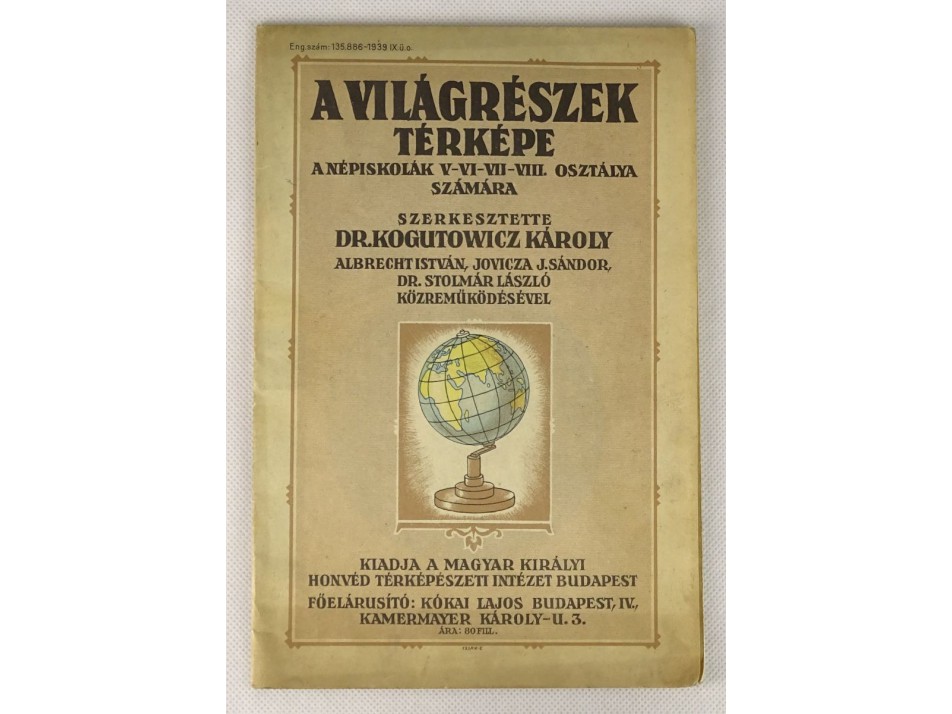 Eng.szám: 135.886-1939 IX.ü.o.
A VILÁGRÉSZEK
TÉRKÉPE
A NÉPISKOLÁK V-VI-VII-VIII. OSZTÁLYA
SZÁMÁRA
SZERKESZTETTE
DR. KOGUTOWICZ KÁROLY
ALBRECHT ISTVÁN, JOVICZA J. SÁNDOR,
DR. STOLMÁR LÁSZLÓ
KÖZREMŰKÖDÉSÉVEL
KIADJA A MAGYAR KIRÁLYI
HONVÉD TÉRKÉPÉSZETI INTÉZET BUDAPEST
FŐELÁRUSÍTÓ: KÓKAI LAJOS BUDAPEST, IV.,
KAMERMAYER KÁROLY-U. 3.
ÁRA: 80 FILL.